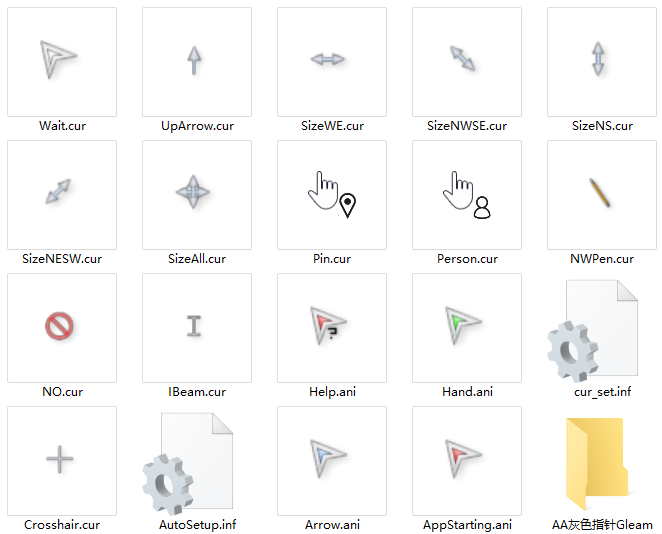 Wait.cur
UpArrow.cur
SizeWE.cur
SizeNWSE.cur
SizeNS.cur
SizeNESW.cur
SizeAll.cur
Pin.cur
Person.cur
NWPen.cur
NO.cur
IBeam.cur
Help.ani
Hand.ani
cur_set.inf
Crosshair.cur
AutoSetup.inf
Arrow.ani
AppStarting.ani
AA灰色指针Gleam